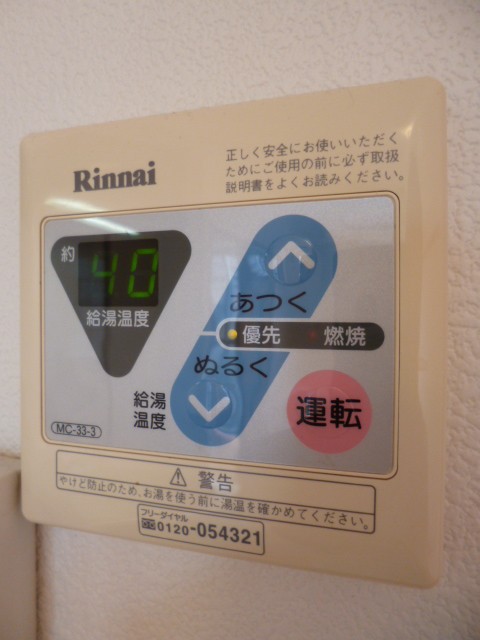 Rinnai
正しく安全にお使いいただく
ためにご使用の前に必ず取扱
説明書をよくお読みください。
約
40
給湯温度
あつく
優先
燃焼
ぬるく
給湯
温度
運転
MC-33-3
⚠警告
やけど防止のため、お湯を使う前に湯温を確かめてください。
フリーダイヤル
0120-054321